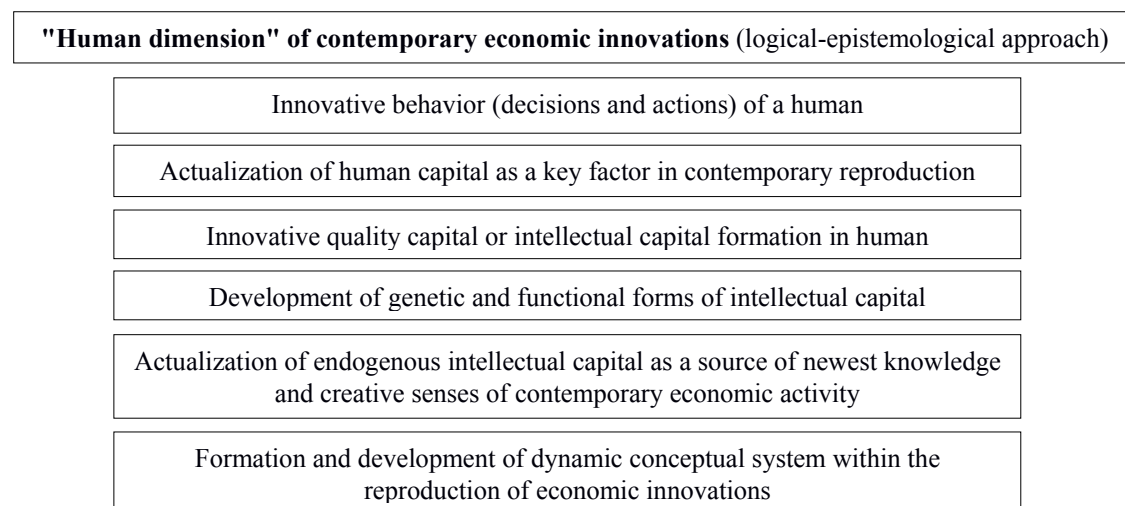 "Human dimension" of contemporary economic innovations (logical-epistemological approach)
Innovative behavior (decisions and actions) of a human
Actualization of human capital as a key factor in contemporary reproduction
Innovative quality capital or intellectual capital formation in human
Development of genetic and functional forms of intellectual capital
Actualization of endogenous intellectual capital as a source of newest knowledge
and creative senses of contemporary economic activity
Formation and development of dynamic conceptual system within the
reproduction of economic innovations